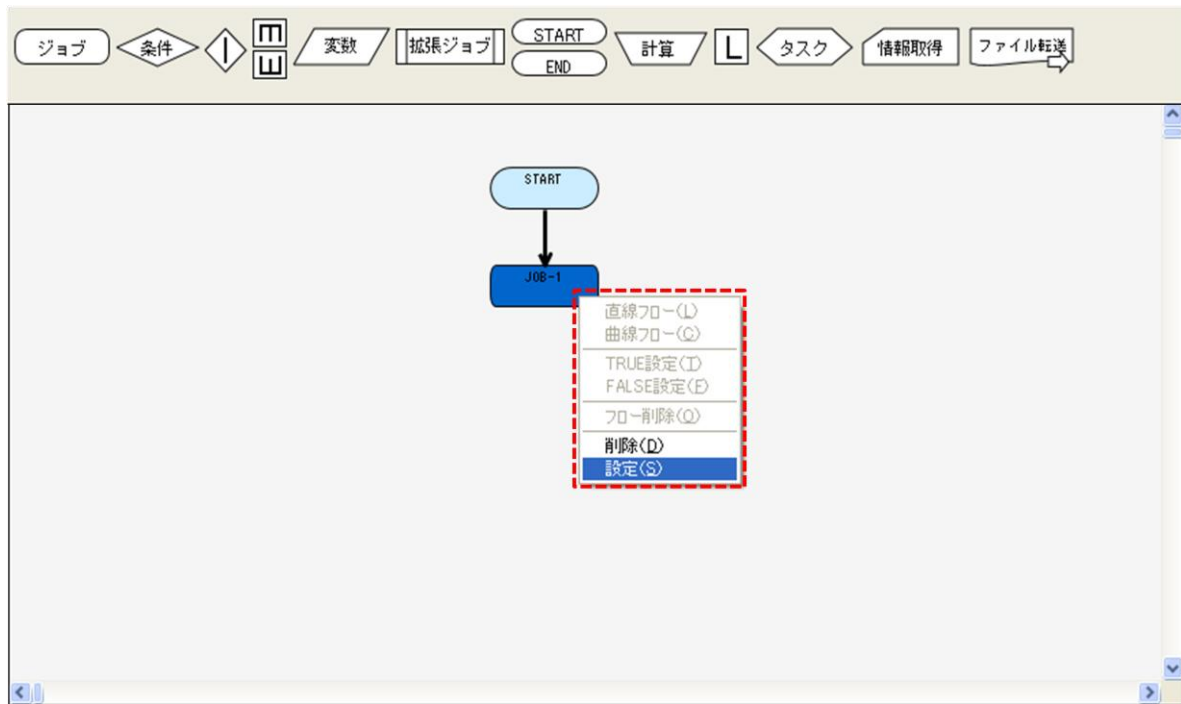 ジョブ
条件
変数
拡張ジョブ
START
END
計算
L
タスク
情報取得
ファイル転送
START
JOB-1
直線フロー(L)
曲線フロー(C)
TRUE設定(T)
FALSE設定(F)
フロー削除(O)
削除(D)
設定(S)